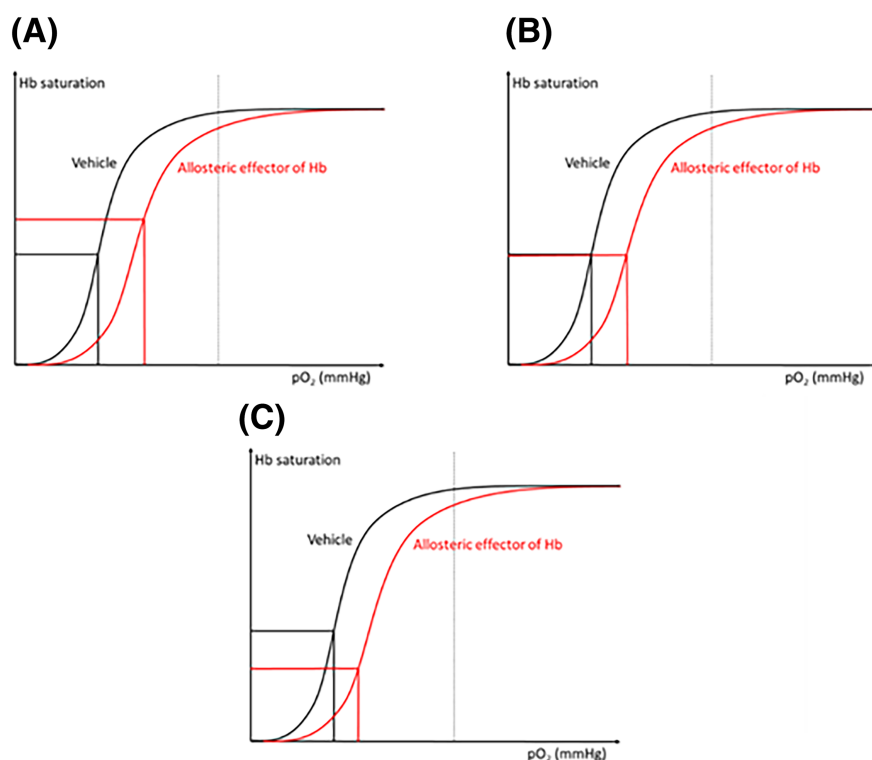 (A)
Hb saturation
Vehicle
Allosteric effector of Hb
pO₂ (mmHg)
(B)
Hb saturation
Vehicle
Allosteric effector of Hb
pO₂ (mmHg)
(C)
Hb saturation
Vehicle
Allosteric effector of Hb
pO₂ (mmHg)